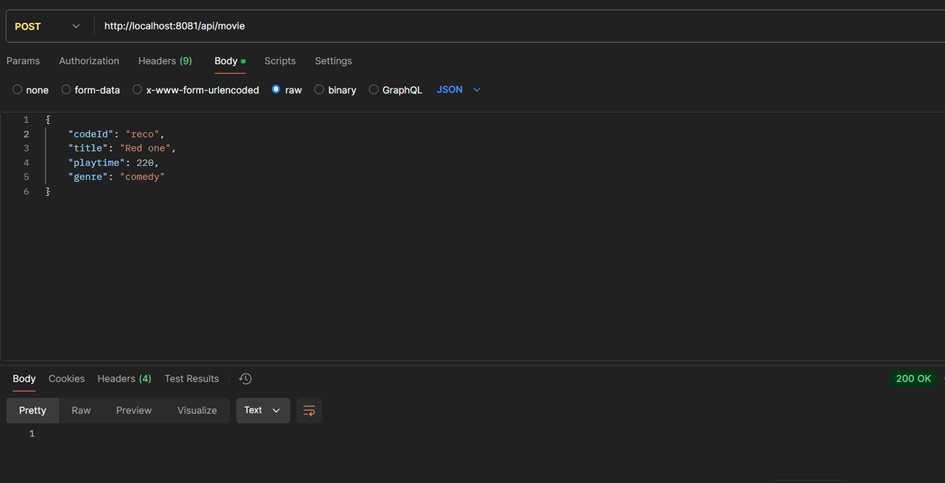 POST http://localhost:8081/api/movie
Params Authorization Headers (9) Body Scripts Settings
none form-data x-www-form-urlencoded raw binary GraphQL JSON
1 {
2 "codeId": "reco",
3 "title": "Red one",
4 "playtime": 220,
5 "genre": "comedy"
6 }
Body Cookies Headers (4) Test Results 200 OK
Pretty Raw Preview Visualize Text
1